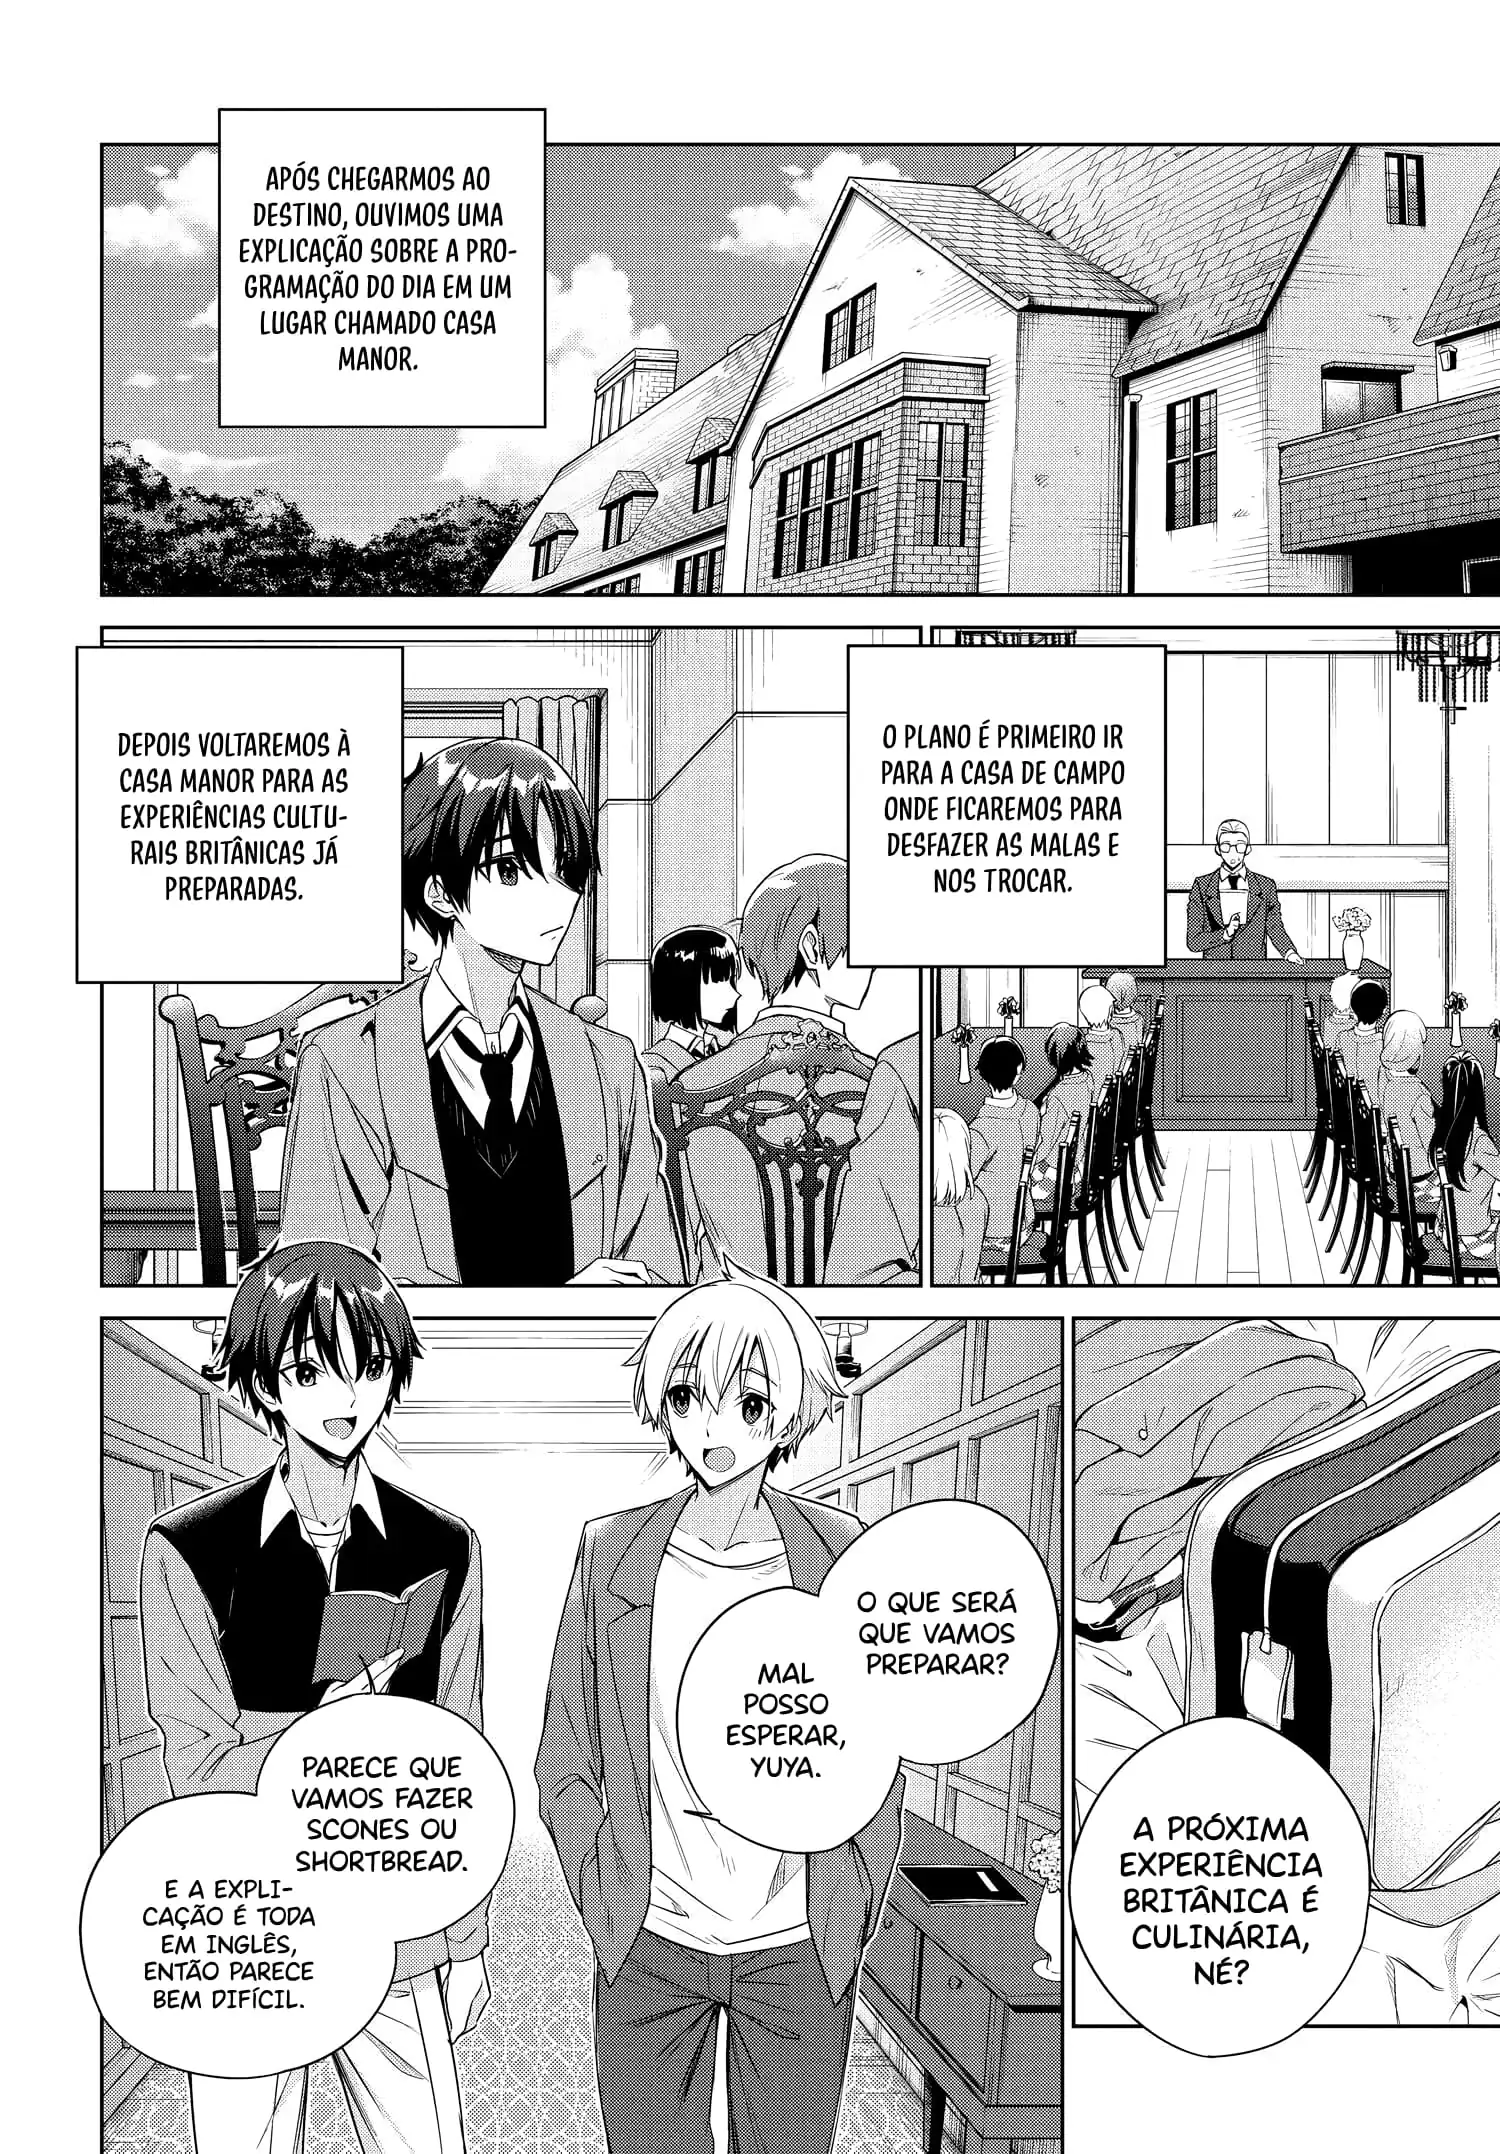 APÓS CHEGARMOS AO
DESTINO, OUVIMOS UMA
EXPLICAÇÃO SOBRE A PRO-
GRAMAÇÃO DO DIA EM UM
LUGAR CHAMADO CASA
MANOR.
O PLANO É PRIMEIRO IR
PARA A CASA DE CAMPO
ONDE FICAREMOS PARA
DESFAZER AS MALAS E
NOS TROCAR.
DEPOIS VOLTAREMOS À
CASA MANOR PARA AS
EXPERIÊNCIAS CULTU-
RAIS BRITÂNICAS JÁ
PREPARADAS.
A PRÓXIMA
EXPERIÊNCIA
BRITÂNICA É
CULINÁRIA,
NÉ?
O QUE SERÁ
QUE VAMOS
PREPARAR?
MAL
POSSO
ESPERAR,
YUYA.
PARECE QUE
VAMOS FAZER
SCONES OU
SHORTBREAD.
E A EXPLI-
CAÇÃO É TODA
EM INGLÊS,
ENTÃO PARECE
BEM DIFÍCIL.